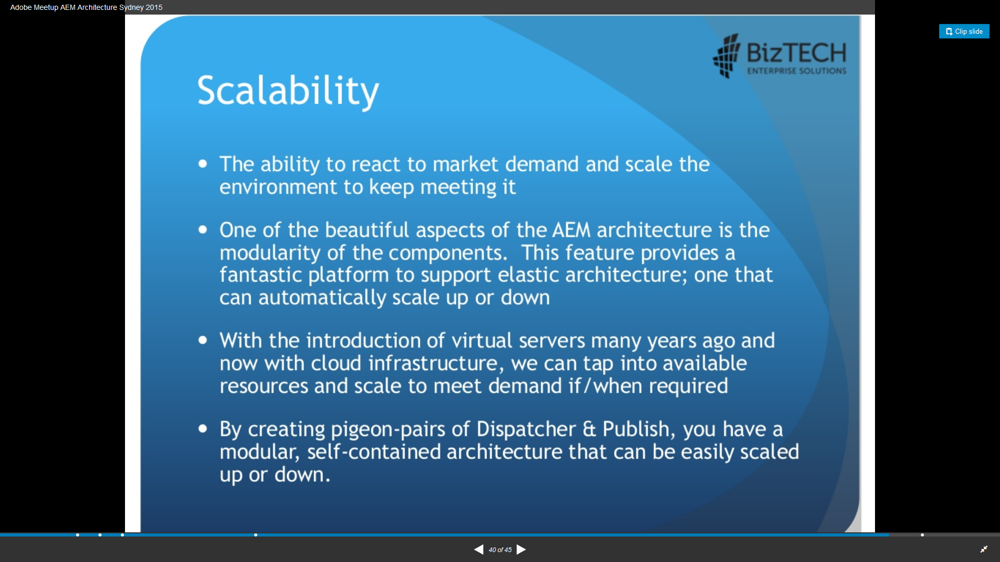 Adobe Meetup AEM Architecture Sydney 2015
Clip slide
BizTECH
ENTERPRISE SOLUTIONS
Scalability
• The ability to react to market demand and scale the
environment to keep meeting it
• One of the beautiful aspects of the AEM architecture is the
modularity of the components.  This feature provides a
fantastic platform to support elastic architecture; one that
can automatically scale up or down
• With the introduction of virtual servers many years ago and
now with cloud infrastructure, we can tap into available
resources and scale to meet demand if/when required
• By creating pigeon-pairs of Dispatcher & Publish, you have a
modular, self-contained architecture that can be easily scaled
up or down.
40 of 45